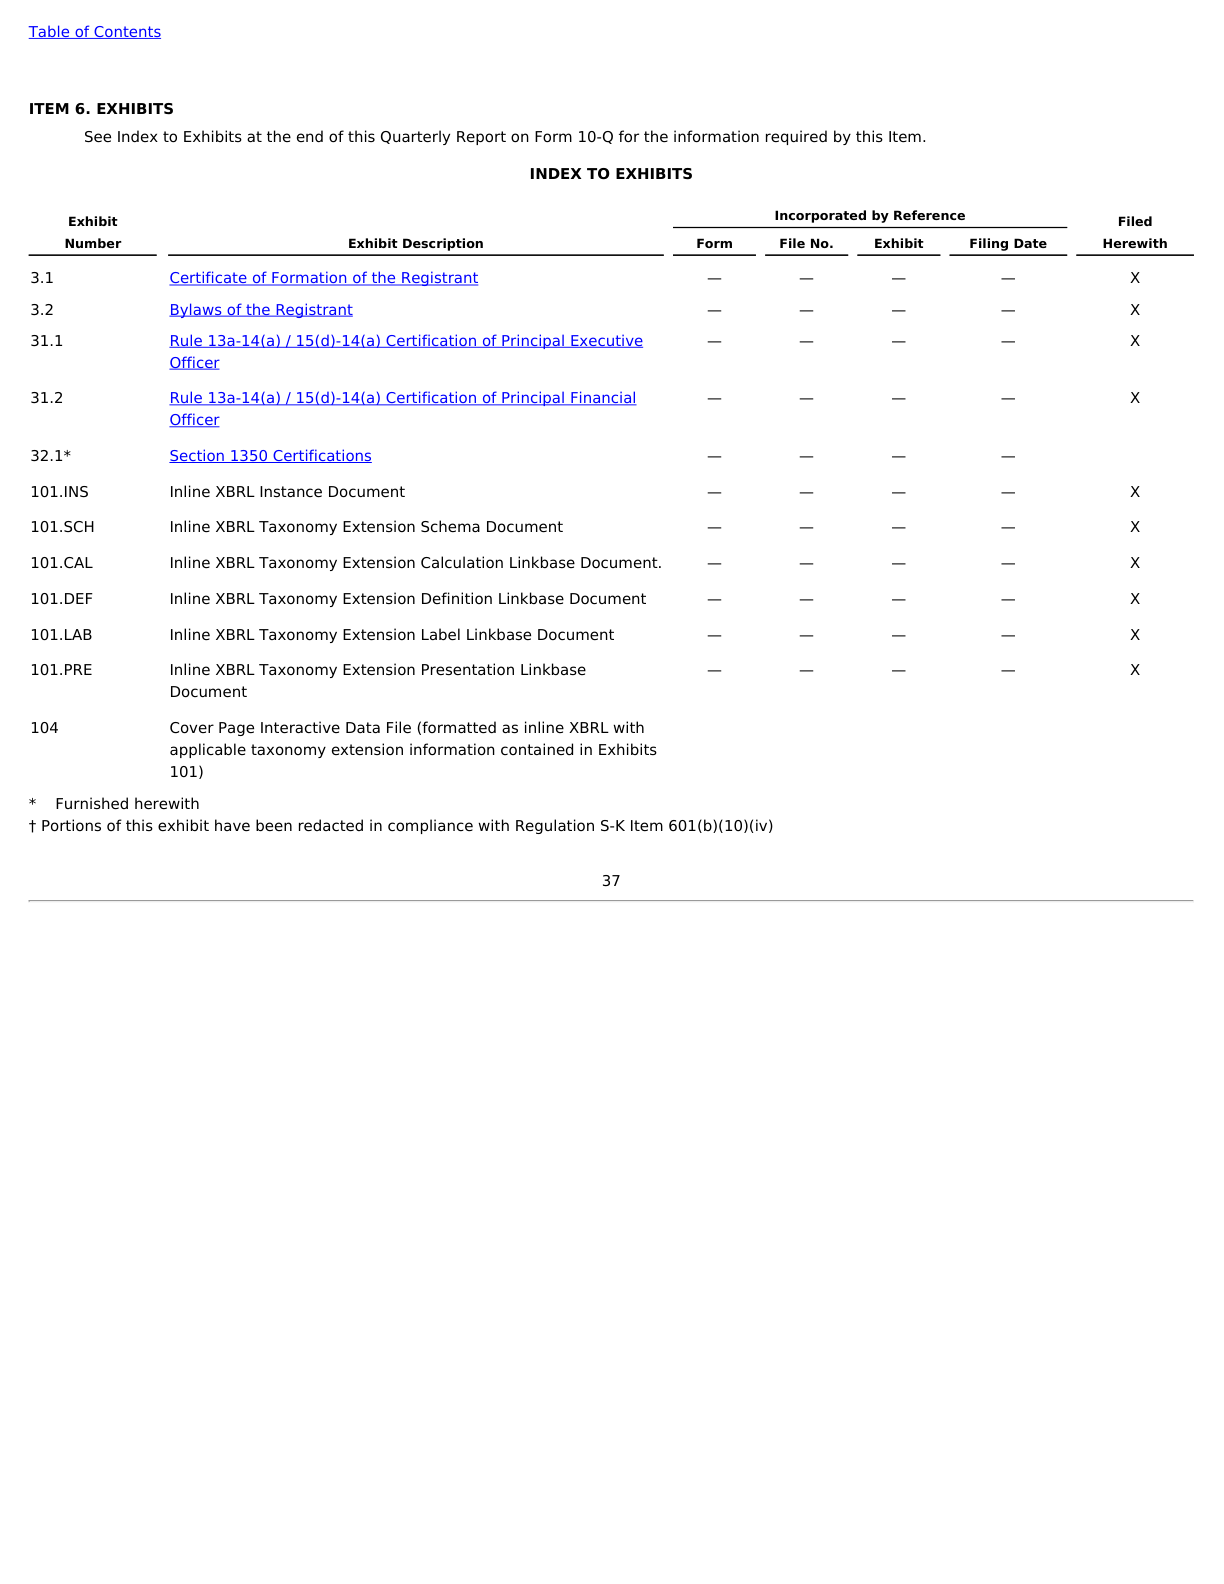 Table of Contents
ITEM 6. EXHIBITS
See Index to Exhibits at the end of this Quarterly Report on Form 10-Q for the information required by this Item.
INDEX TO EXHIBITS
Exhibit Number Exhibit Description Incorporated by Reference Filed Herewith
Form File No. Exhibit Filing Date
3.1 Certificate of Formation of the Registrant — — — — X
3.2 Bylaws of the Registrant — — — — X
31.1 Rule 13a-14(a) / 15(d)-14(a) Certification of Principal Executive — — — — X
Officer
31.2 Rule 13a-14(a) / 15(d)-14(a) Certification of Principal Financial — — — — X
Officer
32.1* Section 1350 Certifications — — — —
101.INS Inline XBRL Instance Document — — — — X
101.SCH Inline XBRL Taxonomy Extension Schema Document — — — — X
101.CAL Inline XBRL Taxonomy Extension Calculation Linkbase Document. — — — — X
101.DEF Inline XBRL Taxonomy Extension Definition Linkbase Document — — — — X
101.LAB Inline XBRL Taxonomy Extension Label Linkbase Document — — — — X
101.PRE Inline XBRL Taxonomy Extension Presentation Linkbase — — — — X
Document
104 Cover Page Interactive Data File (formatted as inline XBRL with
applicable taxonomy extension information contained in Exhibits
101)
* Furnished herewith
† Portions of this exhibit have been redacted in compliance with Regulation S-K Item 601(b)(10)(iv)
37